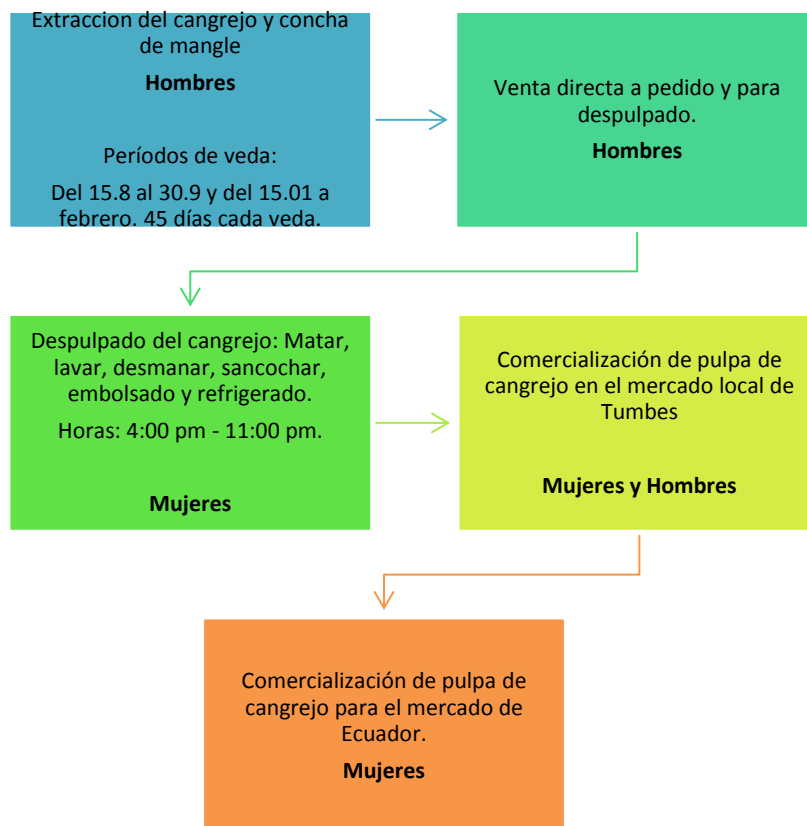 Extraccion del cangrejo y concha
de mangle
Hombres
Períodos de veda:
Del 15.8 al 30.9 y del 15.01 a
febrero. 45 días cada veda.
Venta directa a pedido y para
despulpado.
Hombres
Despulpado del cangrejo: Matar,
lavar, desmanar, sancochar,
embolsado y refrigerado.
Horas: 4:00 pm - 11:00 pm.
Mujeres
Comercialización de pulpa de
cangrejo en el mercado local de
Tumbes
Mujeres y Hombres
Comercialización de pulpa de
cangrejo para el mercado de
Ecuador.
Mujeres